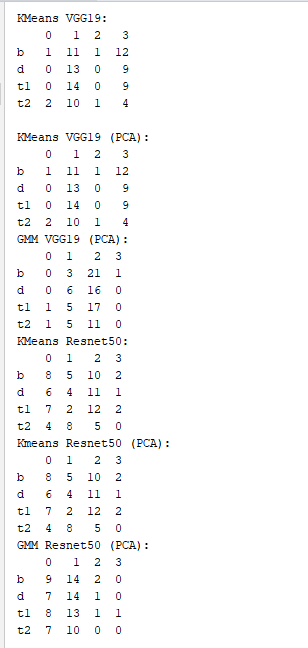 KMeans VGG19:
0 1 2 3
b 1 11 1 12
d 0 13 0 9
t1 0 14 0 9
t2 2 10 1 4
KMeans VGG19 (PCA):
0 1 2 3
b 1 11 1 12
d 0 13 0 9
t1 0 14 0 9
t2 2 10 1 4
GMM VGG19 (PCA):
0 1 2 3
b 0 3 21 1
d 0 6 16 0
t1 1 5 17 0
t2 1 5 11 0
KMeans Resnet50:
0 1 2 3
b 8 5 10 2
d 6 4 11 1
t1 7 2 12 2
t2 4 8 5 0
Kmeans Resnet50 (PCA):
0 1 2 3
b 8 5 10 2
d 6 4 11 1
t1 7 2 12 2
t2 4 8 5 0
GMM Resnet50 (PCA):
0 1 2 3
b 9 14 2 0
d 7 14 1 0
t1 8 13 1 1
t2 7 10 0 0